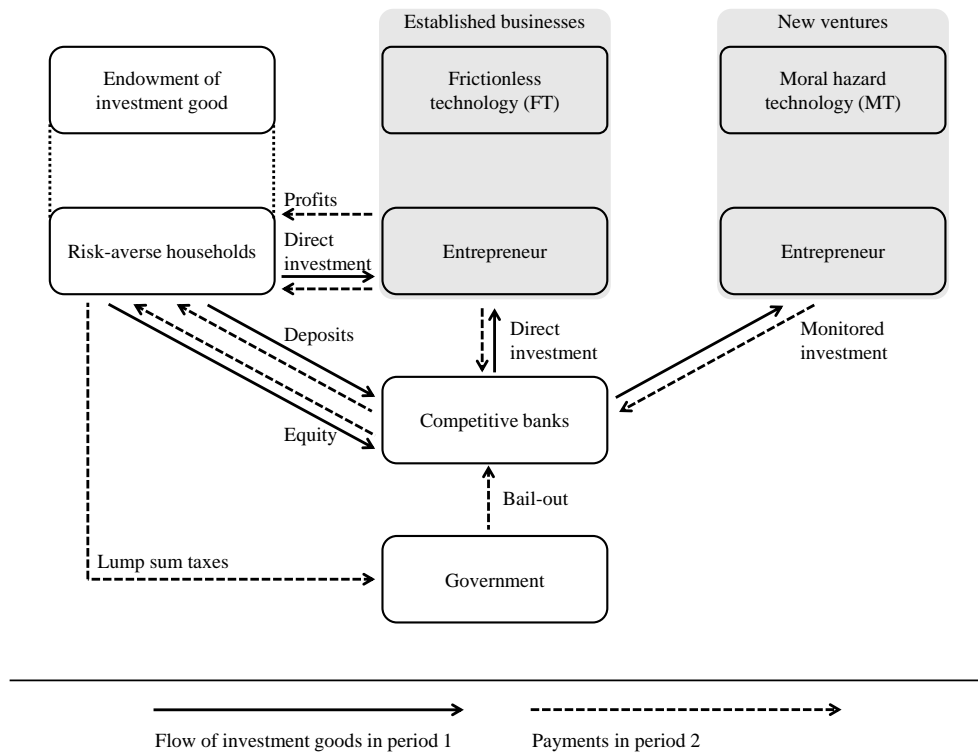 Established businesses
New ventures
Endowment of
investment good
Frictionless
technology (FT)
Moral hazard
technology (MT)
Profits
Risk-averse households
Direct
investment
Entrepreneur
Entrepreneur
Deposits
Direct
investment
Monitored
investment
Equity
Competitive banks
Bail-out
Lump sum taxes
Government
Flow of investment goods in period 1
Payments in period 2